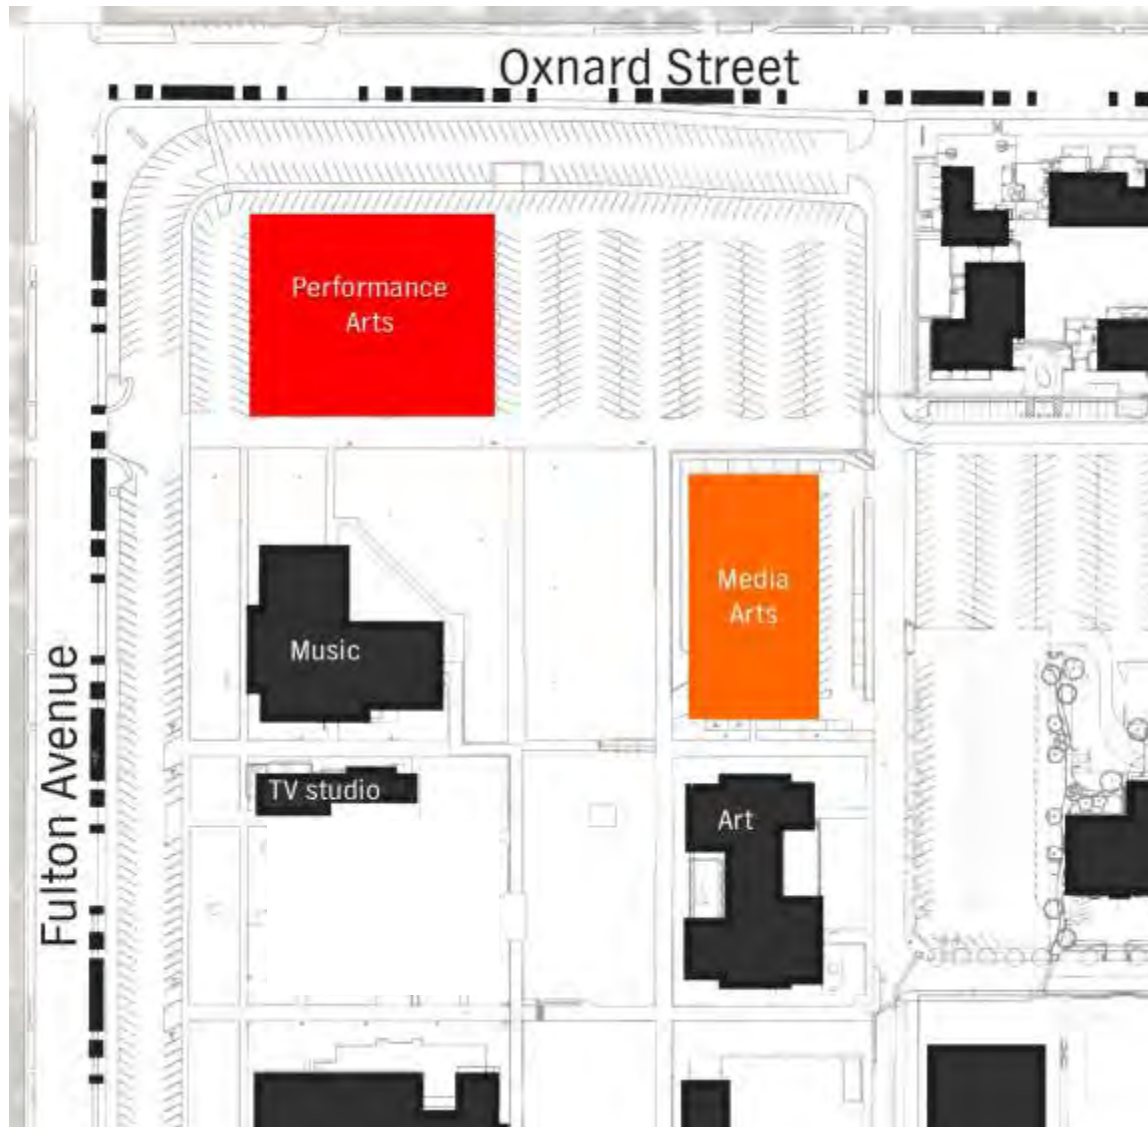 Oxnard Street
Performance
Arts
Media
Arts
Music
Fulton Avenue
TV studio
Art